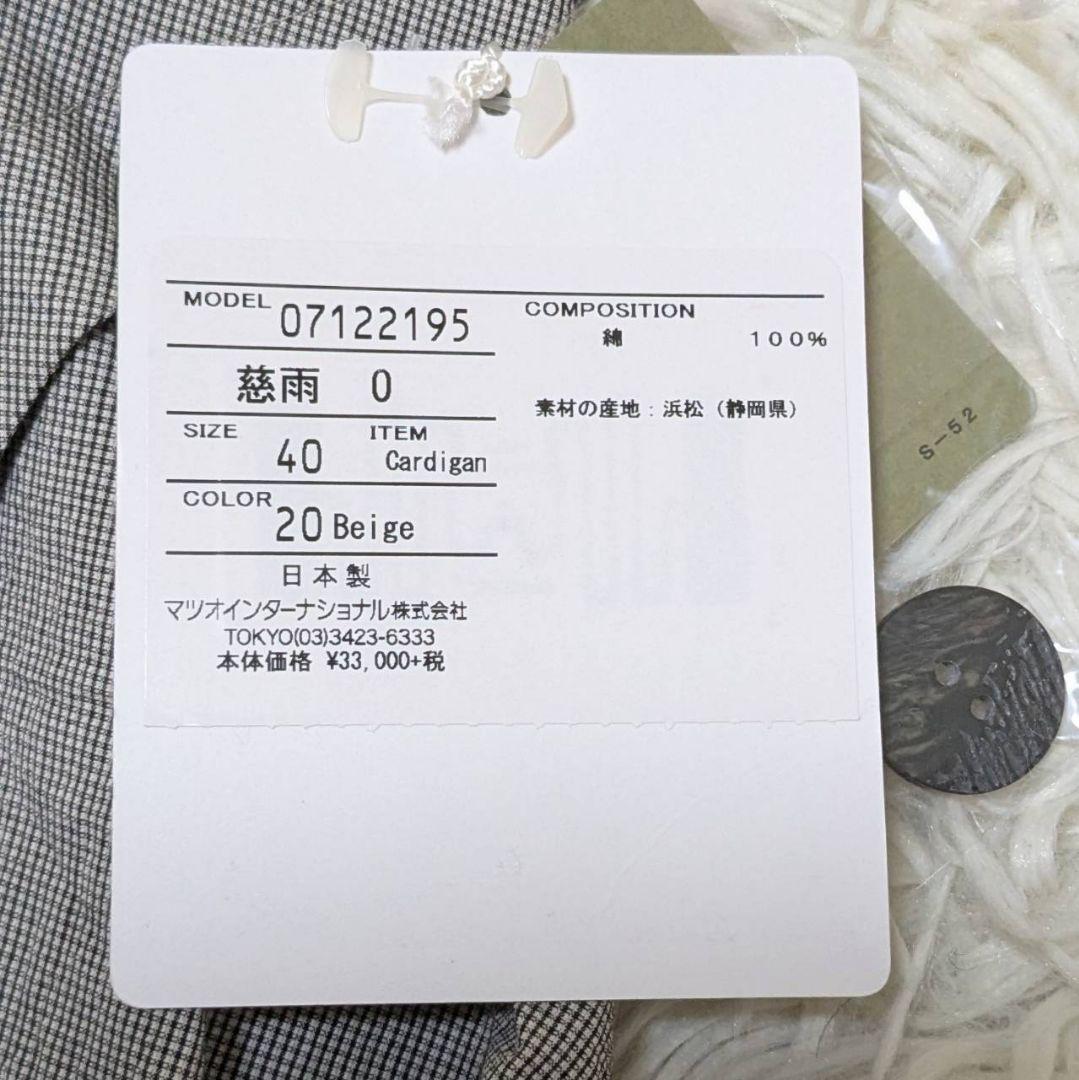 MODEL 07122195
慈雨 0
SIZE 40 ITEM Cardigan
COLOR 20 Beige
日本製
マツオインターナショナル株式会社
TOKYO(03)3423-6333
本体価格 ¥33,000+税
COMPOSITION
綿 100%
素材の産地：浜松（静岡県）
S-52